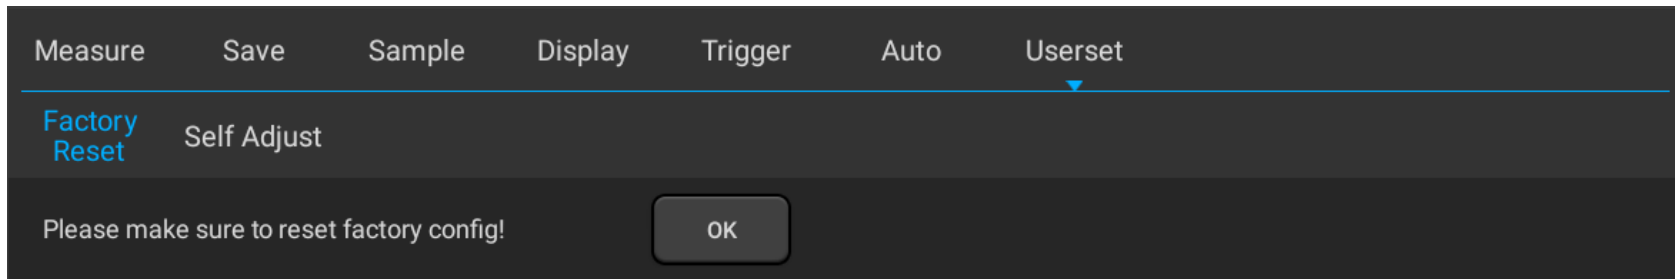 Measure Save Sample Display Trigger Auto Userset
Factory
Reset
Self Adjust
Please make sure to reset factory config!
OK